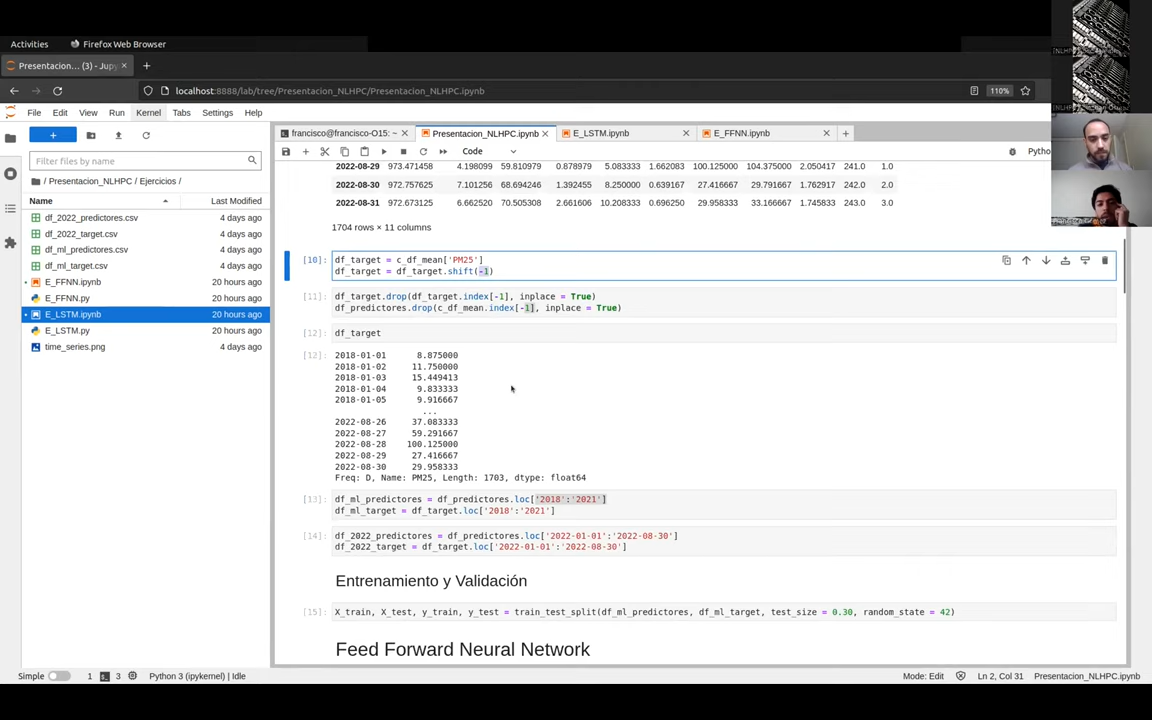 Activities
Firefox Web Browser
Presentacion_... (3) - Jupy
localhost:8888/lab/tree/Presentacion_NLHPC/Presentacion_NLHPC.ipynb
110%
File Edit View Run Kernel Tabs Settings Help
Filter files by name
/ Presentacion_NLHPC / Ejercicios /
Name Last Modified
df_2022_predictores.csv 4 days ago
df_2022_target.csv 4 days ago
df_ml_predictores.csv 4 days ago
df_ml_target.csv 4 days ago
E_FFNN.ipynb 20 hours ago
E_FFNN.py 20 hours ago
E_LSTM.ipynb 20 hours ago
E_LSTM.py 20 hours ago
time_series.png 4 days ago
francisco@francisco-O15: ~ Presentacion_NLHPC.ipynb E_LSTM.ipynb E_FFNN.ipynb
Code
Pytho
2022-08-29 973.471458 4.198099 59.810979 0.878979 5.083333 1.662083 100.125000 104.375000 2.050417 241.0 1.0
2022-08-30 972.757625 7.101256 68.694246 1.392455 8.250000 0.639167 27.416667 29.791667 1.762917 242.0 2.0
2022-08-31 972.673125 6.662520 70.505308 2.661606 10.208333 0.696250 29.958333 33.166667 1.745833 243.0 3.0
1704 rows × 11 columns
[10]: df_target = c_df_mean['PM25']
df_target = df_target.shift(-1)
[11]: df_target.drop(df_target.index[-1], inplace = True)
df_predictores.drop(c_df_mean.index[-1], inplace = True)
[12]: df_target
[12]: 2018-01-01 8.875000
2018-01-02 11.750000
2018-01-03 15.449413
2018-01-04 9.833333
2018-01-05 9.916667
...
2022-08-26 37.083333
2022-08-27 59.291667
2022-08-28 100.125000
2022-08-29 27.416667
2022-08-30 29.958333
Freq: D, Name: PM25, Length: 1703, dtype: float64
[13]: df_ml_predictores = df_predictores.loc['2018':'2021']
df_ml_target = df_target.loc['2018':'2021']
[14]: df_2022_predictores = df_predictores.loc['2022-01-01':'2022-08-30']
df_2022_target = df_target.loc['2022-01-01':'2022-08-30']
Entrenamiento y Validación
[15]: X_train, X_test, y_train, y_test = train_test_split(df_ml_predictores, df_ml_target, test_size = 0.30, random_state = 42)
Feed Forward Neural Network
Simple 1 3 Python 3 (ipykernel) | Idle Mode: Edit Ln 2, Col 31 Presentacion_NLHPC.ipynb